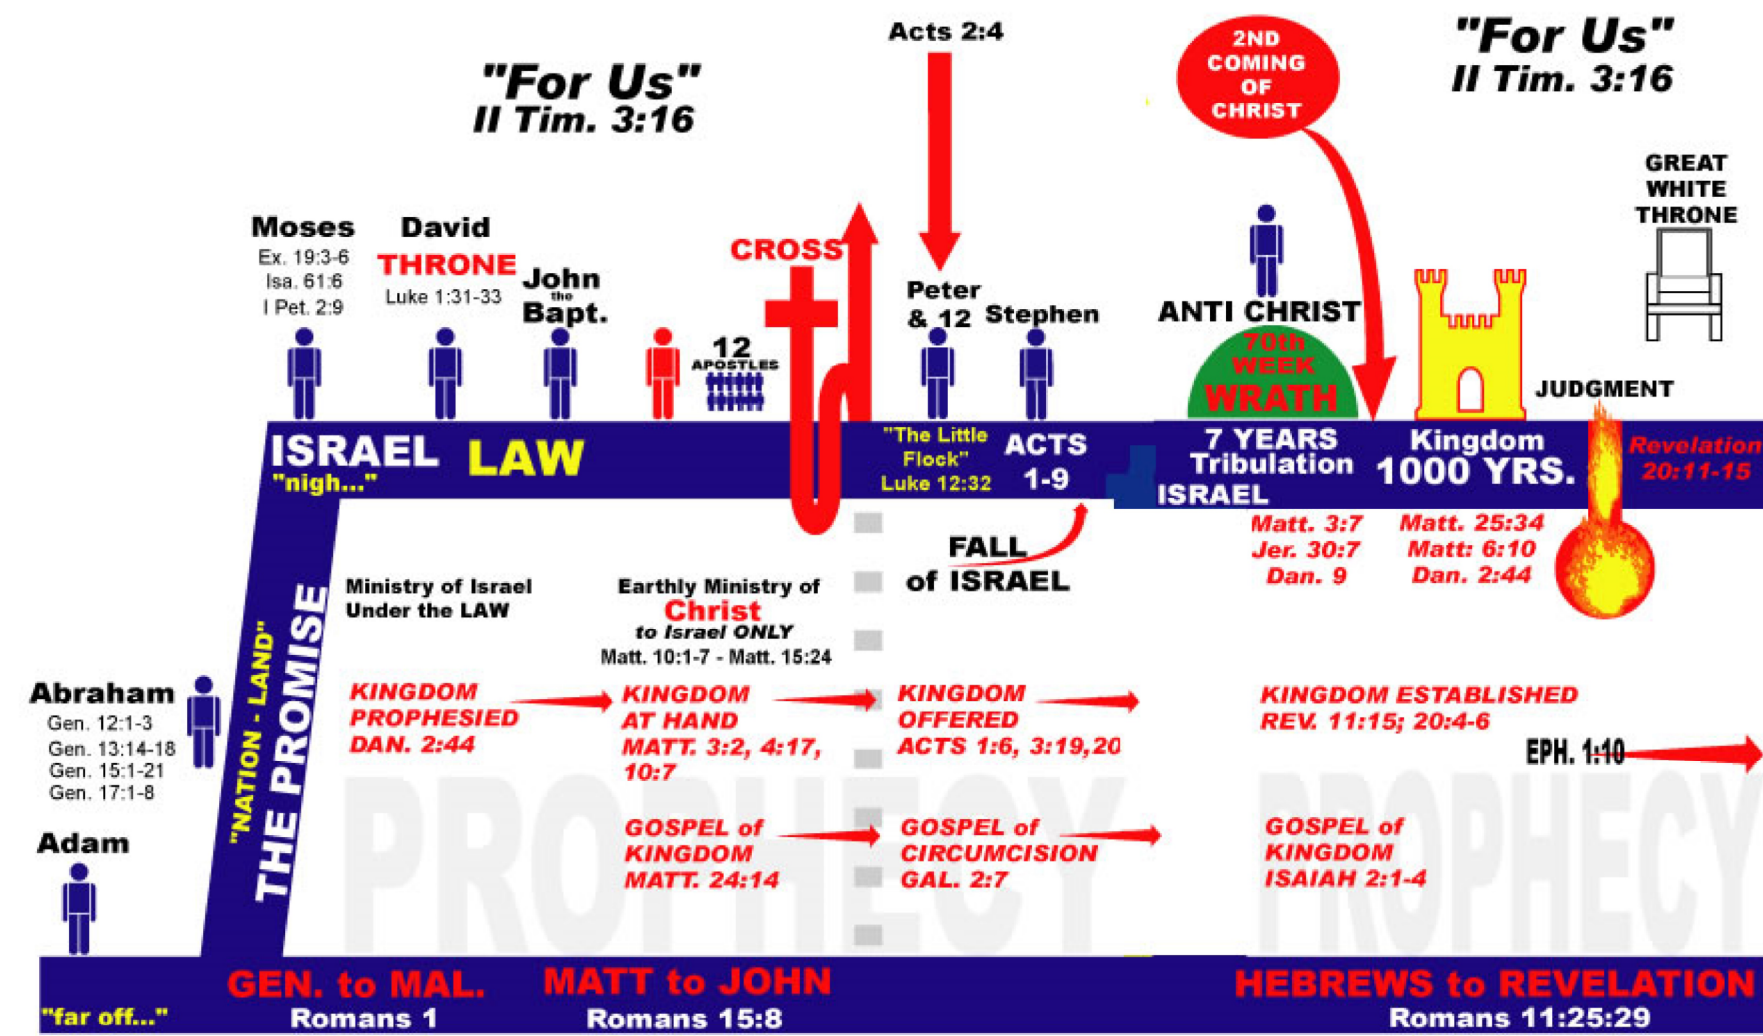 "For Us"
II Tim. 3:16
Acts 2:4
2ND
COMING
OF
CHRIST
"For Us"
II Tim. 3:16
GREAT
WHITE
THRONE
Moses
Ex. 19:3-6
Isa. 61:6
I Pet. 2:9
David
THRONE
Luke 1:31-33
John
the
Bapt.
12
APOSTLES
CROSS
Peter
& 12
Stephen
ANTI CHRIST
70th
WEEK
WRATH
JUDGMENT
ISRAEL LAW
"nigh..."
"The Little
Flock"
Luke 12:32
ACTS
1-9
7 YEARS
Tribulation
ISRAEL
Kingdom
1000 YRS.
Revelation
20:11-15
FALL
of ISRAEL
Matt. 3:7
Jer. 30:7
Dan. 9
Matt. 25:34
Matt: 6:10
Dan. 2:44
Ministry of Israel
Under the LAW
Earthly Ministry of
Christ
to Israel ONLY
Matt. 10:1-7 - Matt. 15:24
"NATION - LAND"
THE PROMISE
Abraham
Gen. 12:1-3
Gen. 13:14-18
Gen. 15:1-21
Gen. 17:1-8
Adam
KINGDOM
PROPHESIED
DAN. 2:44
KINGDOM
AT HAND
MATT. 3:2, 4:17,
10:7
KINGDOM
OFFERED
ACTS 1:6, 3:19,20
KINGDOM ESTABLISHED
REV. 11:15; 20:4-6
EPH. 1:10
PROPHECY
PROPHECY
GOSPEL of
KINGDOM
MATT. 24:14
GOSPEL of
CIRCUMCISION
GAL. 2:7
GOSPEL of
KINGDOM
ISAIAH 2:1-4
"far off..."
GEN. to MAL.
Romans 1
MATT to JOHN
Romans 15:8
HEBREWS to REVELATION
Romans 11:25:29